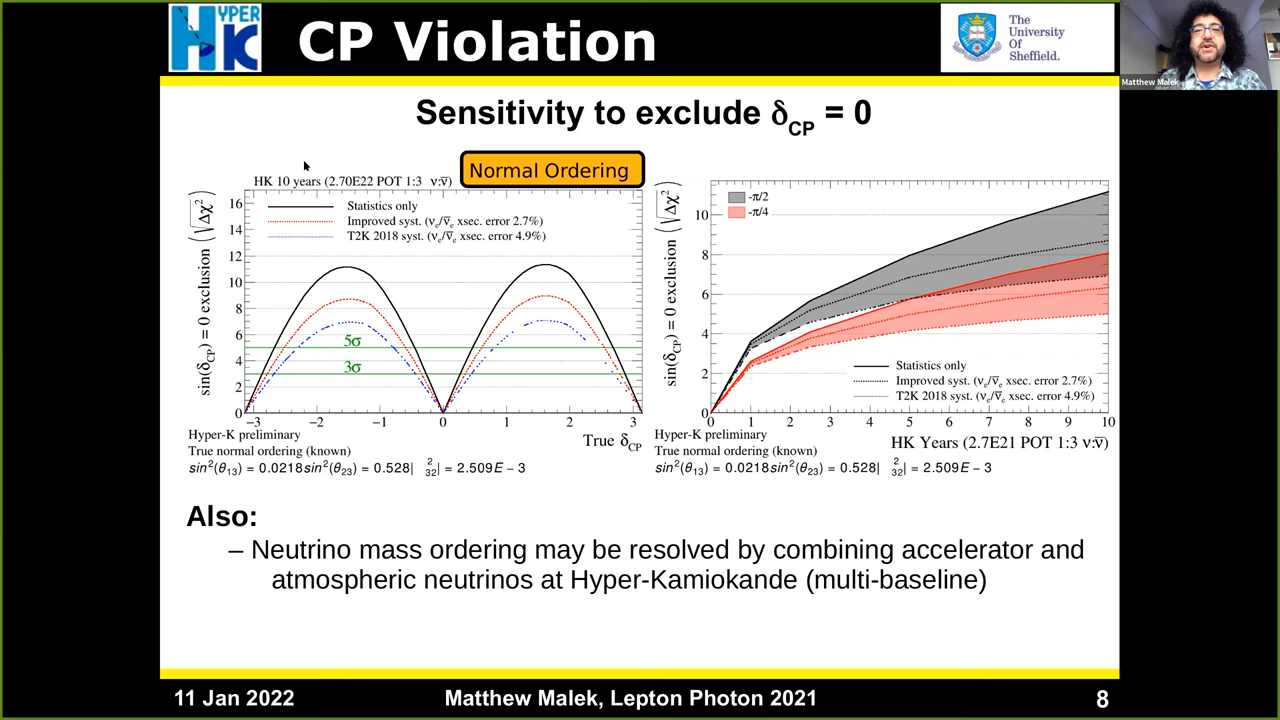 HYPER
HK
CP Violation
The
University
Of
Sheffield.
Matthew Malek
Sensitivity to exclude δCP = 0
Normal Ordering
HK 10 years (2.70E22 POT 1:3 ν:ν̅)
Statistics only
Improved syst. (νe/ν̅e xsec. error 2.7%)
T2K 2018 syst. (νe/ν̅e xsec. error 4.9%)
sin(δCP) = 0 exclusion (√Δχ²)
16
14
12
10
8
6
4
2
0
5σ
3σ
−3 −2 −1 0 1 2 3
True δCP
Hyper-K preliminary
True normal ordering (known)
sin²(θ13) = 0.0218sin²(θ23) = 0.528| ²32| = 2.509E − 3
-π/2
-π/4
sin(δCP) = 0 exclusion (√Δχ²)
10
8
6
4
2
0
Statistics only
Improved syst. (νe/ν̅e xsec. error 2.7%)
T2K 2018 syst. (νe/ν̅e xsec. error 4.9%)
0 1 2 3 4 5 6 7 8 9 10
HK Years (2.7E21 POT 1:3 ν:ν̅)
Hyper-K preliminary
True normal ordering (known)
sin²(θ13) = 0.0218sin²(θ23) = 0.528| ²32| = 2.509E − 3
Also:
– Neutrino mass ordering may be resolved by combining accelerator and
atmospheric neutrinos at Hyper-Kamiokande (multi-baseline)
11 Jan 2022
Matthew Malek, Lepton Photon 2021
8